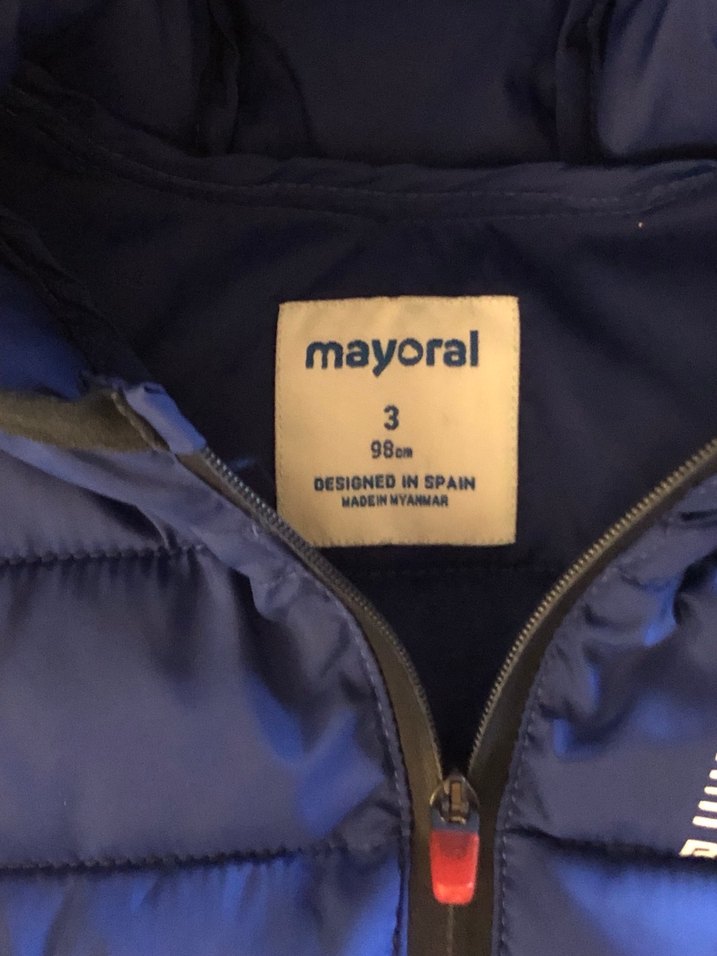 mayoral
3
98cm
DESIGNED IN SPAIN
MADE IN MYANMAR